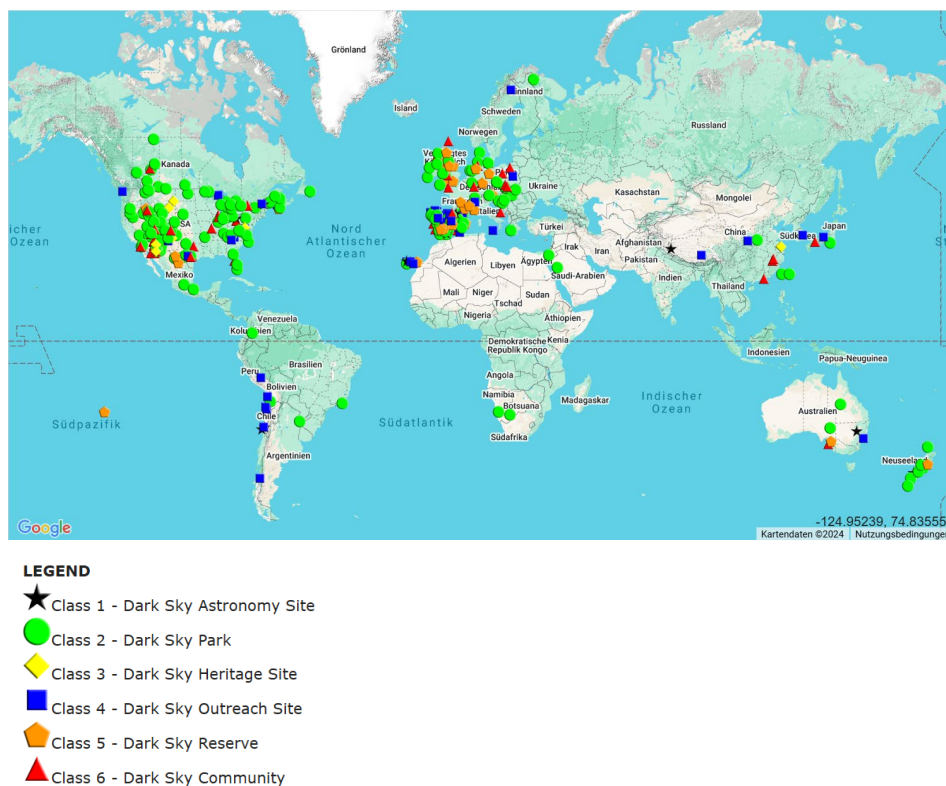 Grönland
Island
Finnland
Schweden
Norwegen
Russland
Kanada
Ukraine
Kasachstan
Mongolei
Italien
Türkei
China
Japan
Nord
Atlantischer
Ozean
Ozean
Afghanistan
Irak
Iran
Pakistan
Algerien
Libyen
Ägypten
Saudi-Arabien
Indien
Mexiko
Mali
Niger
Sudan
Tschad
Thailand
Venezuela
Nigeria
Äthiopien
Demokratische
Republik Kongo
Kenia
Indonesien
Papua-Neuguinea
Peru
Brasilien
Bolivien
Angola
Namibia
Botsuana
Madagaskar
Indischer
Ozean
Australien
Chile
Südpazifik
Südatlantik
Südafrika
Argentinien
Google
-124.95239, 74.83555
Kartendaten ©2024
Nutzungsbedingungen
LEGEND
Class 1 - Dark Sky Astronomy Site
Class 2 - Dark Sky Park
Class 3 - Dark Sky Heritage Site
Class 4 - Dark Sky Outreach Site
Class 5 - Dark Sky Reserve
Class 6 - Dark Sky Community